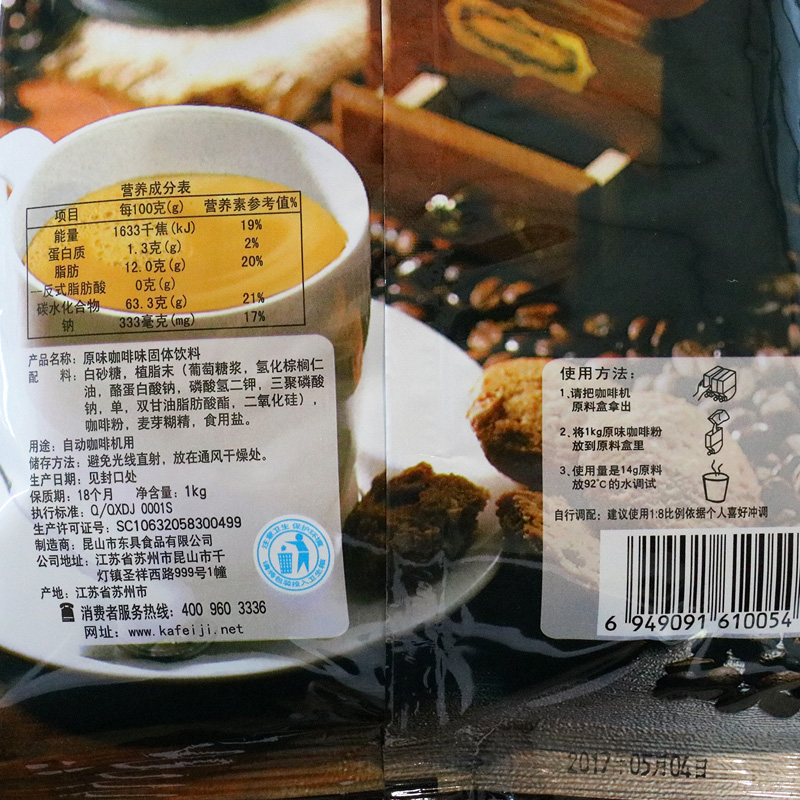 营养成分表
项目 每100克(g) 营养素参考值%
能量 1633千焦(kJ) 19%
蛋白质 1.3克(g) 2%
脂肪 12.0克(g) 20%
—反式脂肪酸 0克(g)
碳水化合物 63.3克(g) 21%
钠 333毫克(mg) 17%
产品名称: 原味咖啡味固体饮料
配 料: 白砂糖, 植脂末 (葡萄糖浆, 氢化棕榈仁
油, 酪蛋白酸钠, 磷酸氢二钾, 三聚磷酸
钠, 单, 双甘油脂肪酸酯, 二氧化硅),
咖啡粉, 麦芽糊精, 食用盐。
用途: 自动咖啡机用
储存方法: 避免光线直射, 放在通风干燥处。
生产日期: 见封口处
保质期: 18个月 净含量: 1kg
执行标准: Q/QXDJ 0001S
生产许可证号: SC10632058300499
制造商: 昆山市东具食品有限公司
公司地址: 江苏省苏州市昆山市千
灯镇圣祥西路999号1幢
产地: 江苏省苏州市
消费者服务热线: 400 960 3336
网址: www.kafeiji.net
使用方法:
1、请把咖啡机
原料盒拿出
2、将1kg原味咖啡粉
放到原料盒里
3、使用量是14g原料
放92℃的水调试
自行调配: 建议使用1:8比例依据个人喜好冲调
6 949091 610054
2017年05月04日